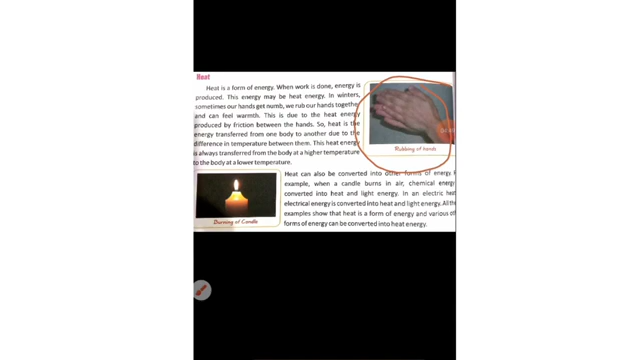 Heat
Heat is a form of energy. When work is done, energy is
produced. This energy may be heat energy. In winters,
sometimes our hands get numb, we rub our hands togethe
and can feel warmth. This is due to the heat energy
produced by friction between the hands. So, heat is the
energy transferred from one body to another due to the
difference in temperature between them. This heat energy
is always transferred from the body at a higher temperature
to the body at a lower temperature.
Rubbing of hands
Heat can also be converted into other forms of energy.
example, when a candle burns in air, chemical energy
converted into heat and light energy. In an electric heat
electrical energy is converted into heat and light energy. All the
examples show that heat is a form of energy and various ot
forms of energy can be converted into heat energy.
Burning of Candle